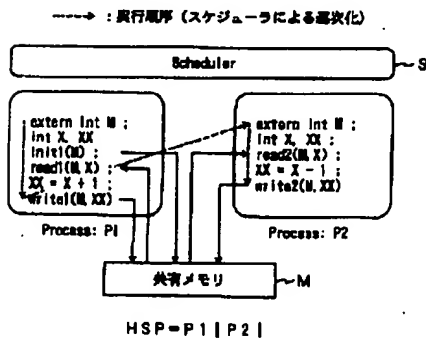 : 実行順序 (スケジューラによる逐次化)
Scheduler
S
extern int M ;
int X, XX
init1(M) ;
read1(M, X) ;
XX = X + 1 ;
write1(M, XX)
Process: P1
extern int M ;
int X, XX
read2(M, X) ;
XX = X - 1 ;
write2(M, XX)
Process: P2
共有メモリ
M
HSP=P1|P2|